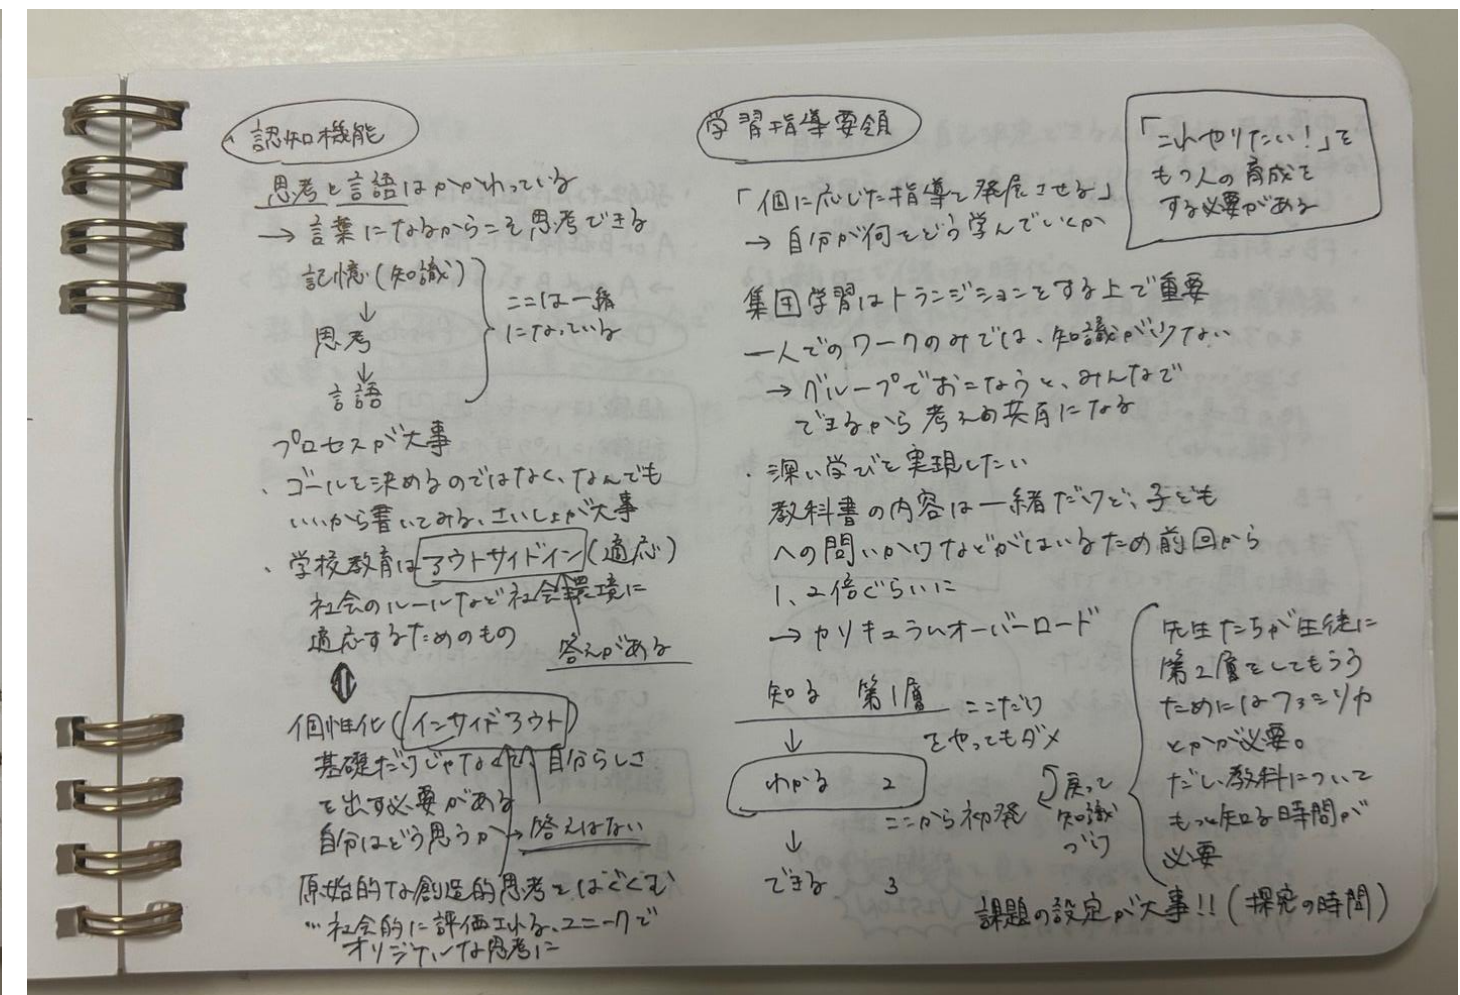 認知機能
思考と言語はかかわっている
→ 言葉になるからこそ思考できる
記憶(知識)
↓
思考
↓
言語
ここは一緒
になっている
プロセスが大事
・ゴールを決めるのではなく、なんでも
いいから書いてみる、さいしょが大事
・学校教育はアウトサイドイン(適応)
社会のルールなど社会環境に
適応するためのもの
答えがある
個性化(インサイドアウト)
基礎だけじゃなくて、自分らしさ
を出す必要がある
自分はどう思うか→答えはない
原始的な創造的思考をはぐくむ
…社会的に評価される、ユニークで
オリジナルな思考に
学習指導要領
「個に応じた指導を発展させる」
→ 自分が何をどう学んでいくか
「これやりたい!」を
もつ人の育成を
する必要がある
集団学習はトランジションをする上で重要
一人でのワークのみでは、知識が少ない
→ グループでおこなうと、みんなで
できるから考えの共有になる
・深い学びを実現したい
教科書の内容は一緒だけど、子ども
への問いかけなどがはいるため前回から
1、2倍ぐらいに
→ カリキュラムオーバーロード
知る 第1層 ここだけ
をやってもダメ
↓
わかる 2
ここから初発
戻って
知識
づけ
↓
できる 3
先生たちが生徒に
第2層をしてもらう
ためにはファシリ力
とかが必要。
だし、教科について
もっと知る時間が
必要
課題の設定が大事!!(探究の時間)